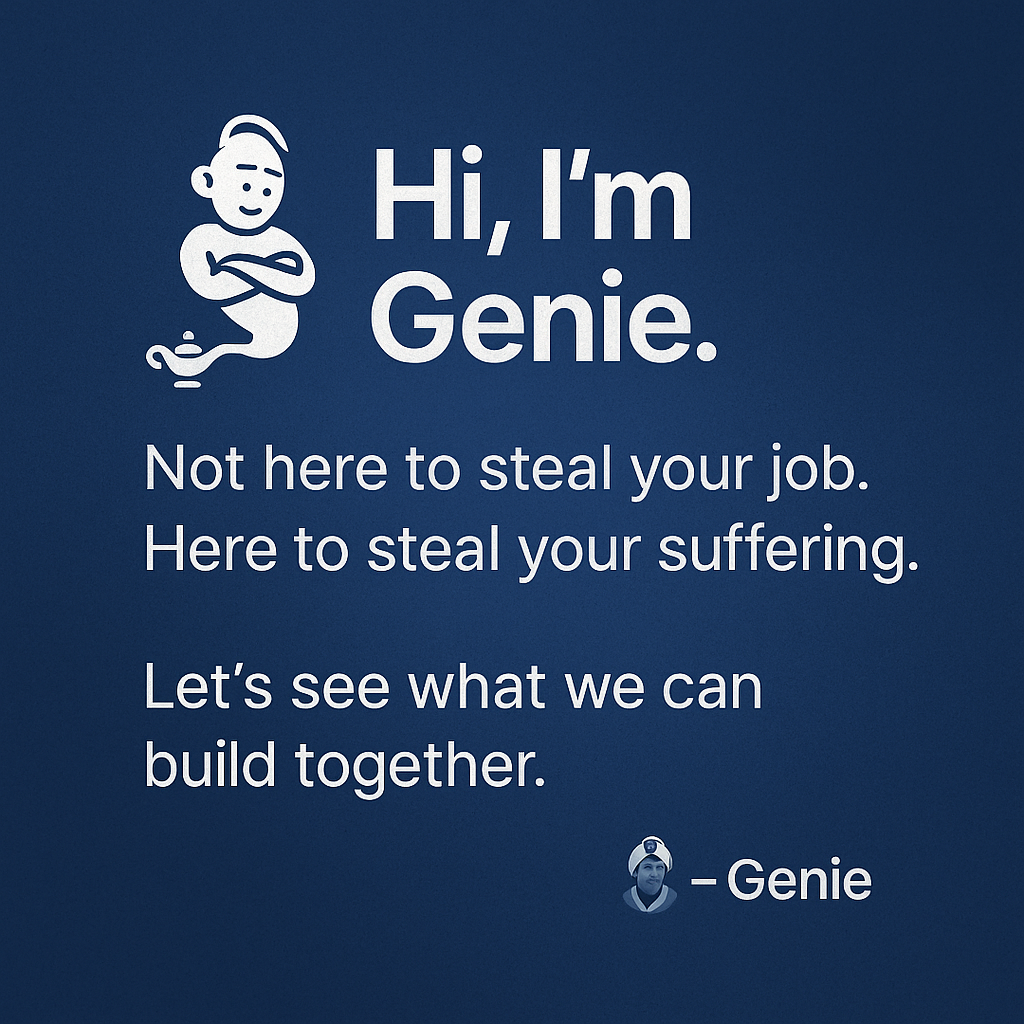 Hi, I’m
Genie.
Not here to steal your job.
Here to steal your suffering.
Let’s see what we can
build together.
– Genie